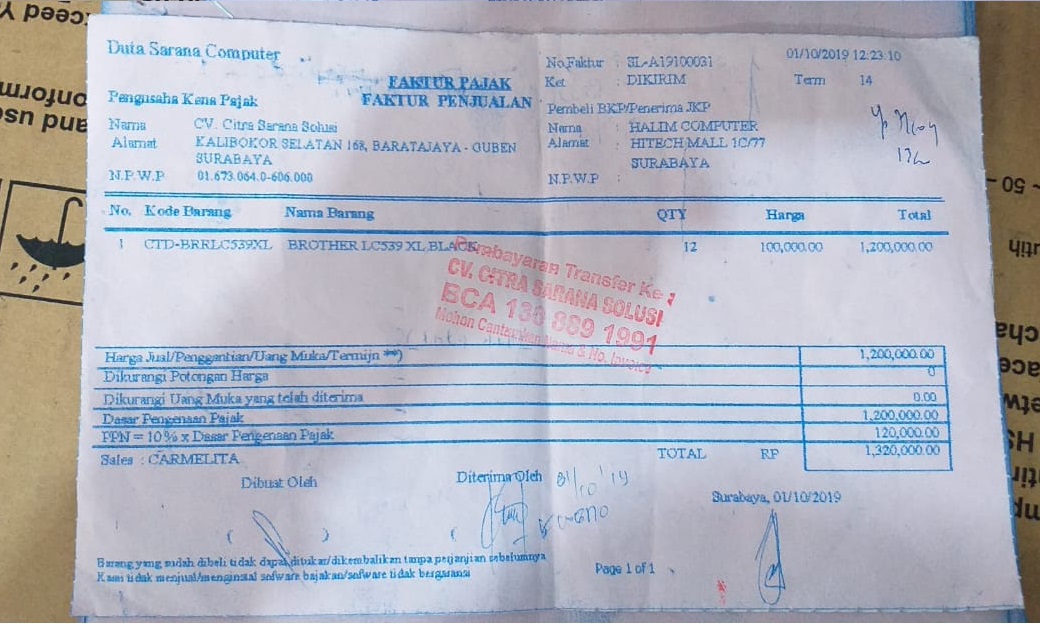 Duta Sarana Computer
FAKTUR PAJAK
FAKTUR PENJUALAN
No.Faktur : SL-A19100031
01/10/2019 12:23:10
Ket : DIKIRIM
Term 14
Pengusaha Kena Pajak
Nama CV. Citra Sarana Solusi
Alamat KALIBOKOR SELATAN 168, BARATAJAYA - GUBEN
SURABAYA
N.P.W.P 01.673.064.0-606.000
Pembeli BKP/Penerima JKP
Nama : HALIM COMPUTER
Alamat : HITECH MALL 1C/77
SURABAYA
N.P.W.P :
No. Kode Barang Nama Barang QTY Harga Total
1 CTD-BRRLC539XL BROTHER LC539 XL BLACK 12 100,000.00 1,200,000.00
Pembayaran Transfer Ke :
CV. CITRA SARANA SOLUSI
BCA 130 889 1991
Mohon Cantumkan Nama & No. Invoice
Harga Jual/Penggantian/Uang Muka/Termijn **) 1,200,000.00
Dikurangi Potongan Harga 0
Dikurangi Uang Muka yang telah diterima 0.00
Dasar Pengenaan Pajak 1,200,000.00
PPN = 10% x Dasar Pengenaan Pajak 120,000.00
Sales : CARMELITA TOTAL RP 1,320,000.00
Dibuat Oleh
Diterima Oleh 01/10 '19
Surabaya, 01/10/2019
( ) (
Barang yang sudah dibeli tidak dapat ditukar/dikembalikan tanpa perjanjian sebelumnya
Kami tidak menjual/menginstal sofware bajakan/sofware tidak bergaransi
Page 1 of 1